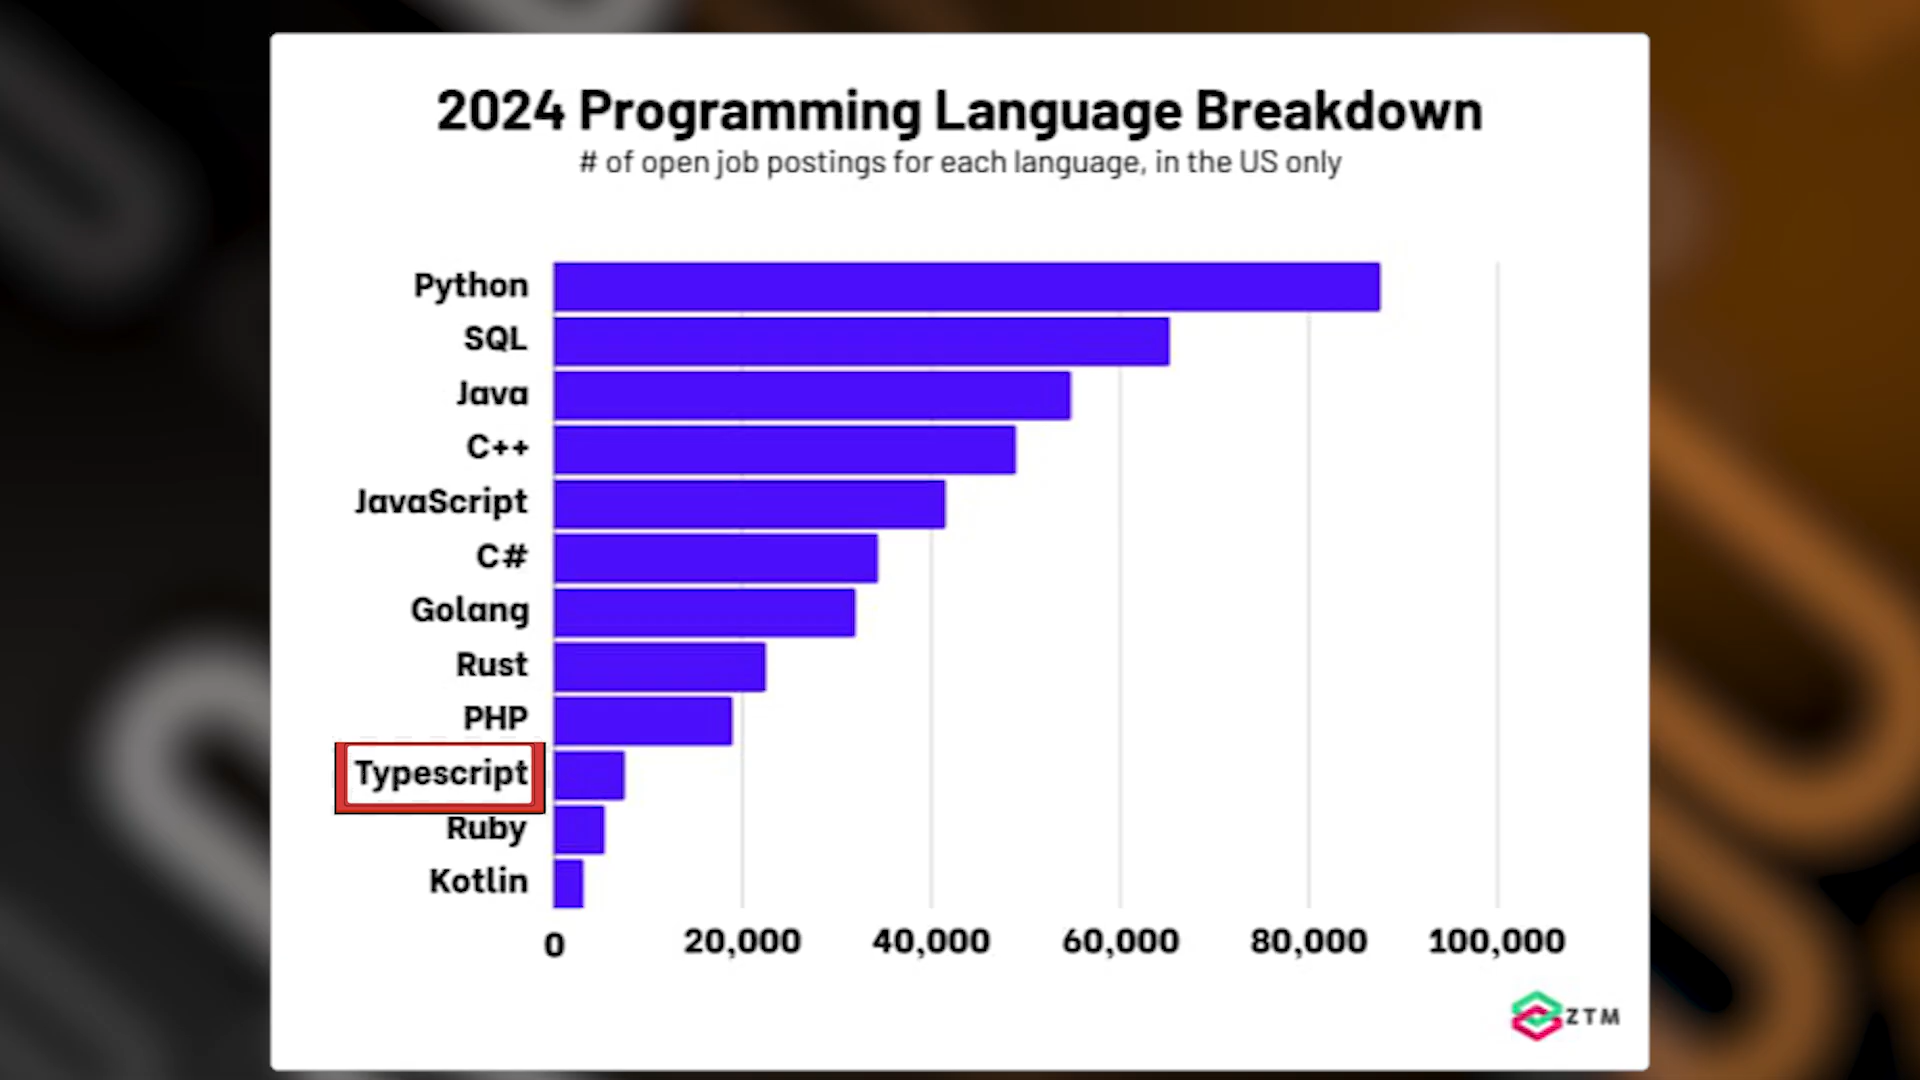 2024 Programming Language Breakdown
# of open job postings for each language, in the US only
Python
SQL
Java
C++
JavaScript
C#
Golang
Rust
PHP
Typescript
Ruby
Kotlin
0 20,000 40,000 60,000 80,000 100,000
ZTM